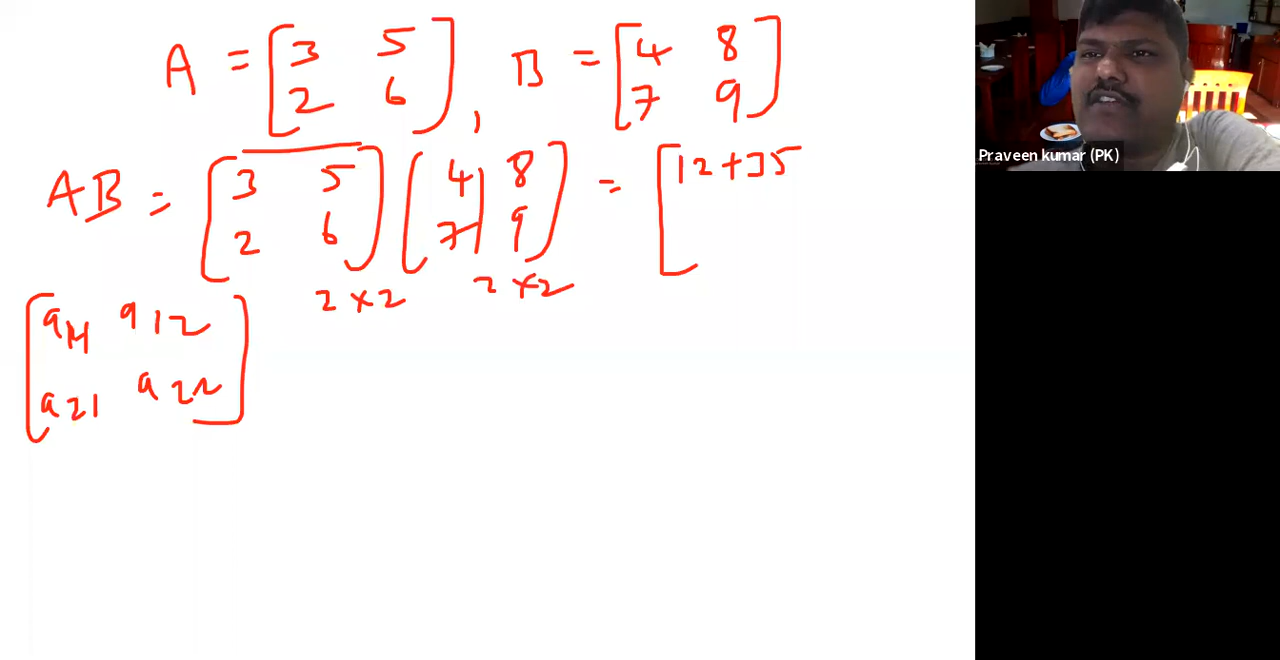 A = [3 5
2 6], B = [4 8
7 9]
AB = [3 5
2 6] [4 8
7 9] = [12+35
2×2 2×2
[a11 a12
a21 a22]
Praveen kumar (PK)